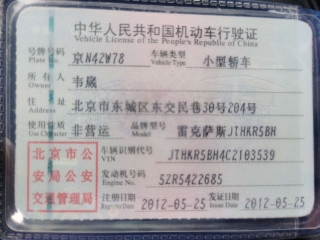 中华人民共和国机动车行驶证
Vehicle License of the People's Republic of China
号牌号码 京N42W78 车辆类型 小型轿车
Plate No. Vehicle Type
所有人 韦崴
Owner
住址 北京市东城区东交民巷30号204号
Address
使用性质 非营运 品牌型号 雷克萨斯JTHKR5BH
Use Character Model
北京市公安局公安交通管理局
车辆识别代号 JTHKR5BH4C2103539
VIN
发动机号码 5ZR5422685
Engine No.
注册日期 2012-05-25 发证日期 2012-05-25
Register Date Issue Date